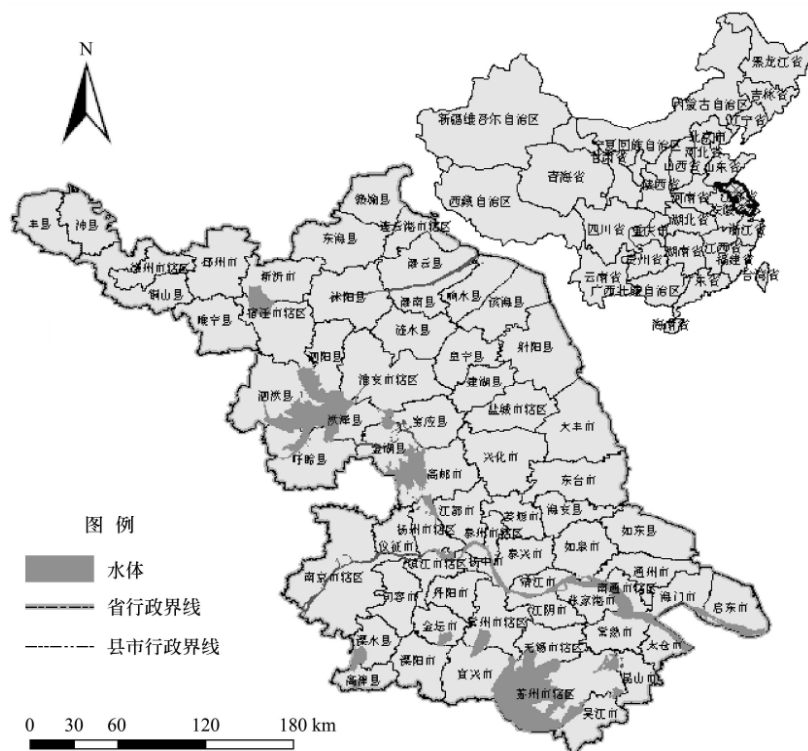 N
黑龙江省
吉林省
内蒙古自治区
辽宁省
新疆维吾尔自治区
北京市
宁夏回族自治区
河北省
甘肃省
山西省
山东省
青海省
陕西省
河南省
西藏自治区
湖北省
四川省
重庆市
浙江省
湖南省
江西省
贵州省
福建省
云南省
广东省
台湾省
广西壮族自治区
海南省
赣榆县
丰县
沛县
连云港市辖区
东海县
徐州市辖区
邳州市
新沂市
灌云县
铜山县
沭阳县
灌南县
响水县
滨海县
睢宁县
宿迁市辖区
涟水县
射阳县
泗阳县
阜宁县
淮安市辖区
建湖县
泗洪县
盐城市辖区
洪泽县
宝应县
大丰市
金湖县
盱眙县
兴化市
高邮市
东台市
江都市
姜堰市
海安县
扬州市辖区
泰州市辖区
如东县
仪征市
泰兴市
如皋市
镇江市辖区
扬中市
南京市辖区
靖江市
通州市
南通市辖区
句容市
丹阳市
江阴市
张家港市
海门市
启东市
金坛市
常州市辖区
常熟市
溧水县
无锡市辖区
太仓市
溧阳市
宜兴市
高淳县
苏州市辖区
昆山市
吴江市
图 例
水体
省行政界线
县市行政界线
0 30 60 120 180 km